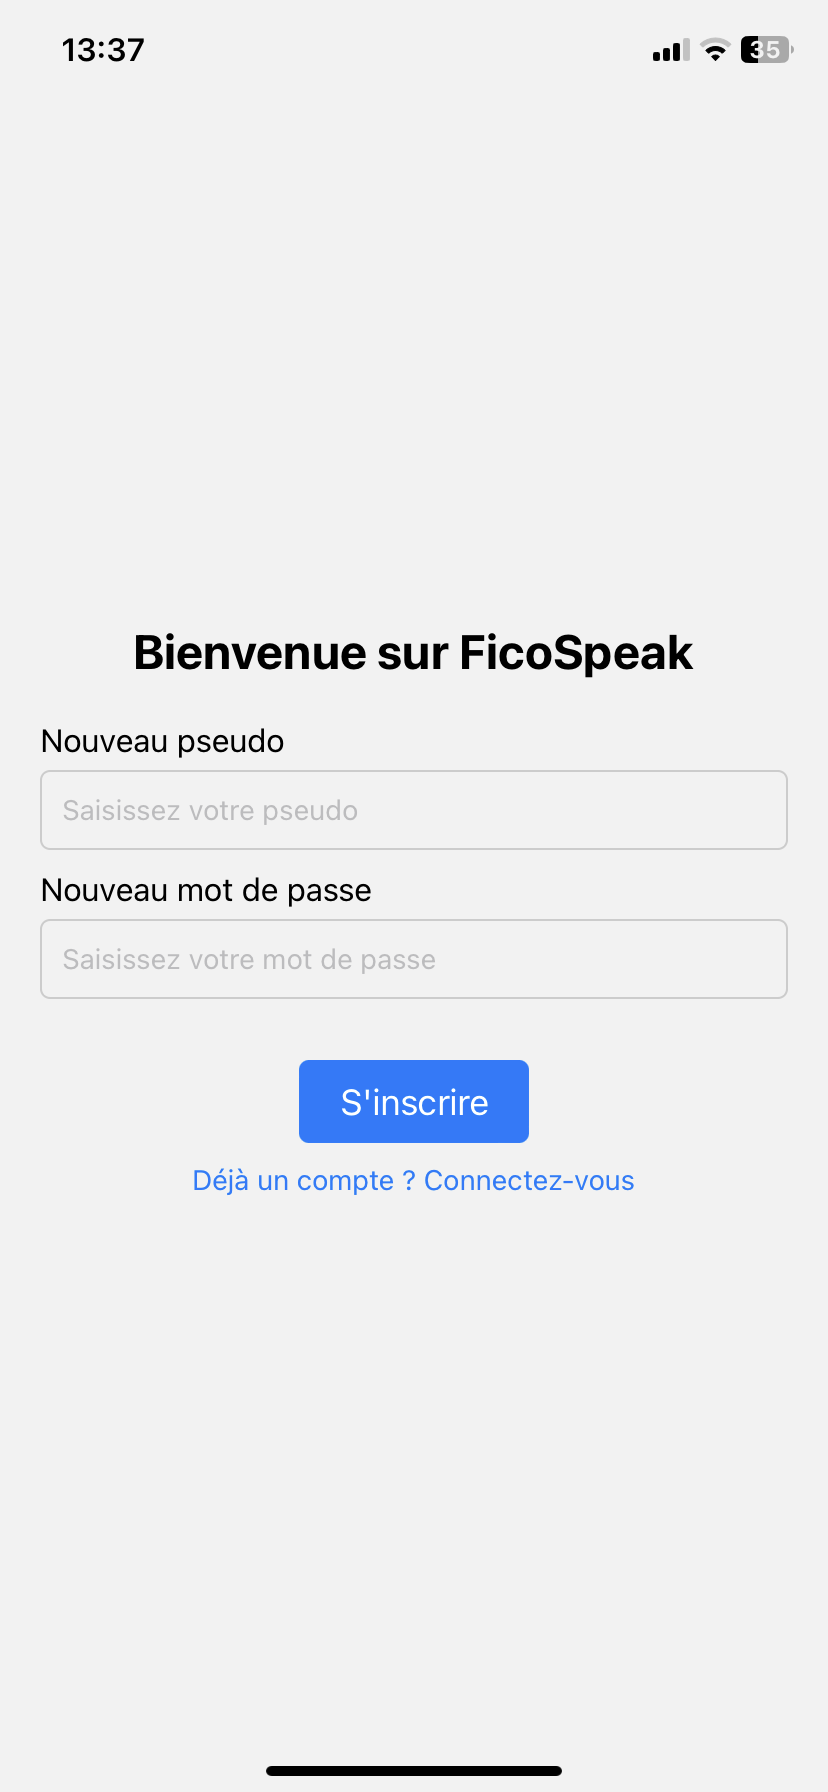 13:37
35
Bienvenue sur FicoSpeak
Nouveau pseudo
Saisissez votre pseudo
Nouveau mot de passe
Saisissez votre mot de passe
S'inscrire
Déjà un compte ? Connectez-vous